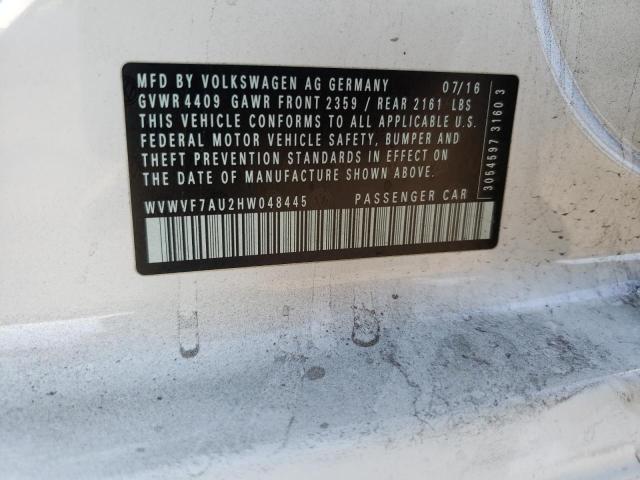 MFD BY VOLKSWAGEN AG GERMANY 07/16
GVWR 4409 GAWR FRONT 2359 / REAR 2161 LBS
THIS VEHICLE CONFORMS TO ALL APPLICABLE U.S.
FEDERAL MOTOR VEHICLE SAFETY, BUMPER AND
THEFT PREVENTION STANDARDS IN EFFECT ON
THE DATE OF MANUFACTURE SHOWN ABOVE.
WVWVF7AU2HW048445 PASSENGER CAR
3054597 3160 3